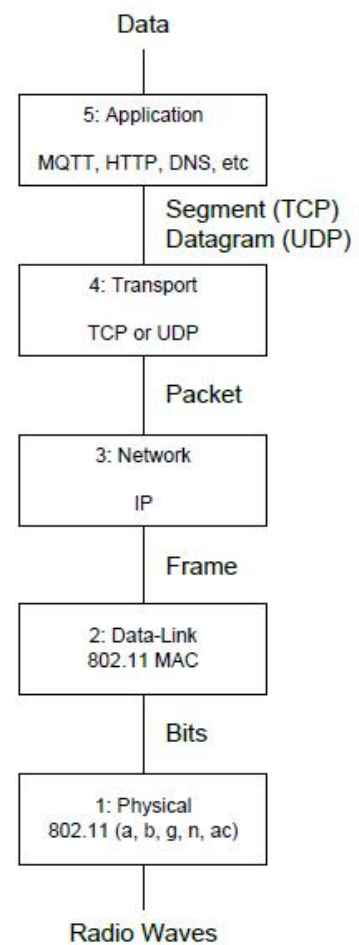 Data
5: Application
MQTT, HTTP, DNS, etc
Segment (TCP)
Datagram (UDP)
4: Transport
TCP or UDP
Packet
3: Network
IP
Frame
2: Data-Link
802.11 MAC
Bits
1: Physical
802.11 (a, b, g, n, ac)
Radio Waves